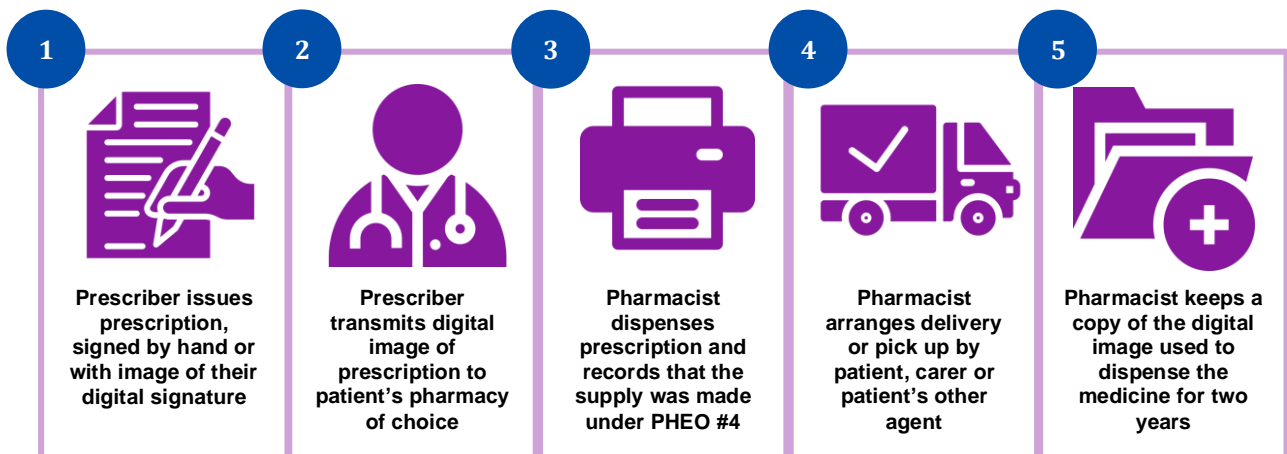 1
Prescriber issues
prescription,
signed by hand or
with image of their
digital signature
2
Prescriber
transmits digital
image of
prescription to
patient’s pharmacy
of choice
3
Pharmacist
dispenses
prescription and
records that the
supply was made
under PHEO #4
4
Pharmacist
arranges delivery
or pick up by
patient, carer or
patient’s other
agent
5
Pharmacist keeps a
copy of the digital
image used to
dispense the
medicine for two
years